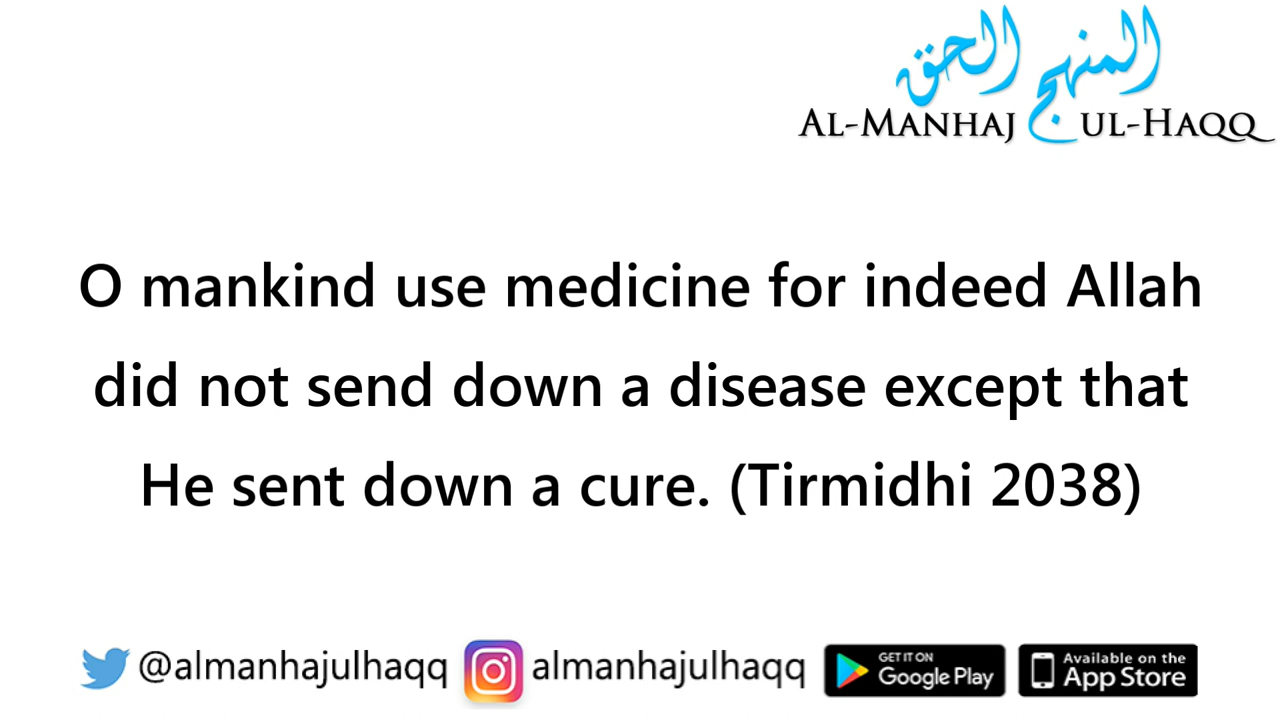 المنهج الحق
AL-MANHAJ UL-HAQQ
O mankind use medicine for indeed Allah
did not send down a disease except that
He sent down a cure. (Tirmidhi 2038)
@almanhajulhaqq
almanhajulhaqq
GET IT ON
Google Play
Available on the
App Store